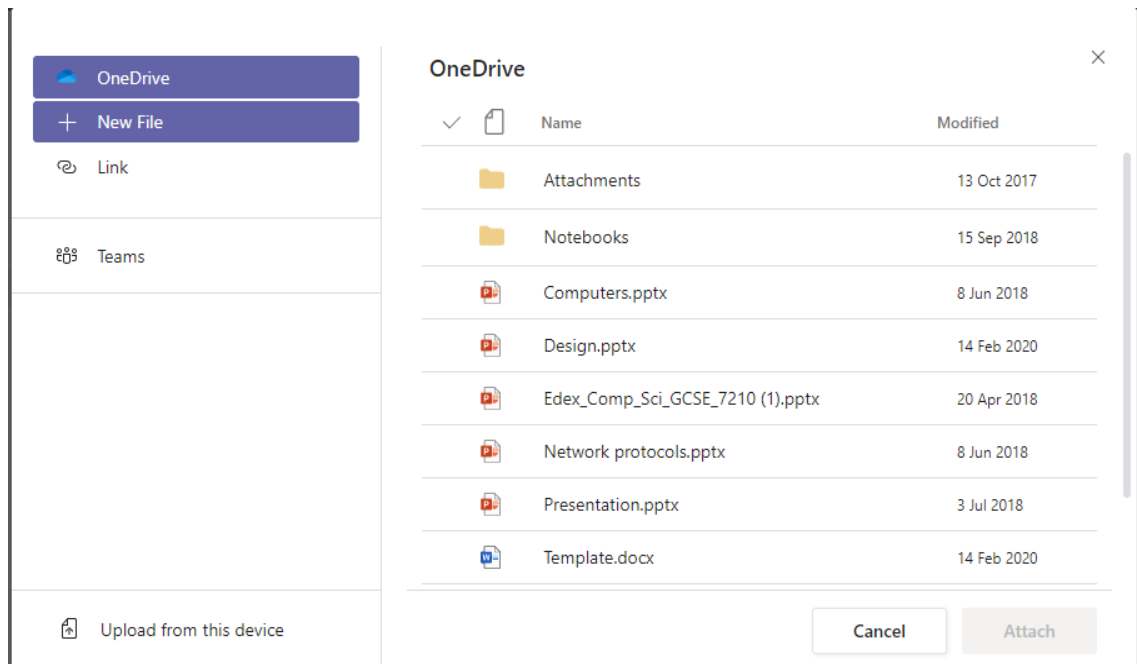 OneDrive
New File
Link
Teams
Upload from this device
OneDrive
Name Modified
Attachments 13 Oct 2017
Notebooks 15 Sep 2018
Computers.pptx 8 Jun 2018
Design.pptx 14 Feb 2020
Edex_Comp_Sci_GCSE_7210 (1).pptx 20 Apr 2018
Network protocols.pptx 8 Jun 2018
Presentation.pptx 3 Jul 2018
Template.docx 14 Feb 2020
Cancel Attach